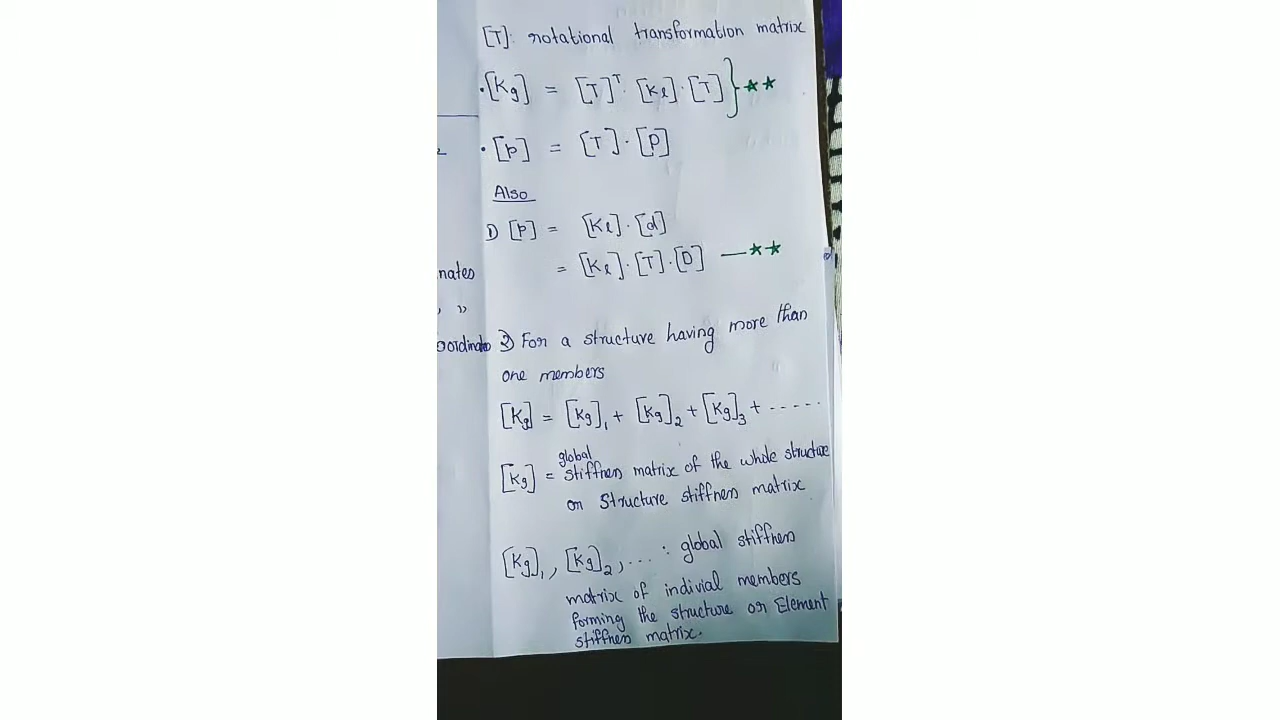 [T]: rotational transformation matrix
• [Kg] = [T]ᵀ · [Kℓ] · [T] } ★★
• [p] = [T] · [P]
Also
1) [p] = [Kℓ] · [d]
= [Kℓ] · [T] · [D] — ★★
nates
, "
oordinate
2) For a structure having more than
one members
[Kg] = [Kg]₁ + [Kg]₂ + [Kg]₃ + ......
[Kg] = global stiffness matrix of the whole structure
or Structure stiffness matrix
[Kg]₁, [Kg]₂, ... : global stiffness
matrix of indivial members
forming the structure or Element
stiffness matrix.